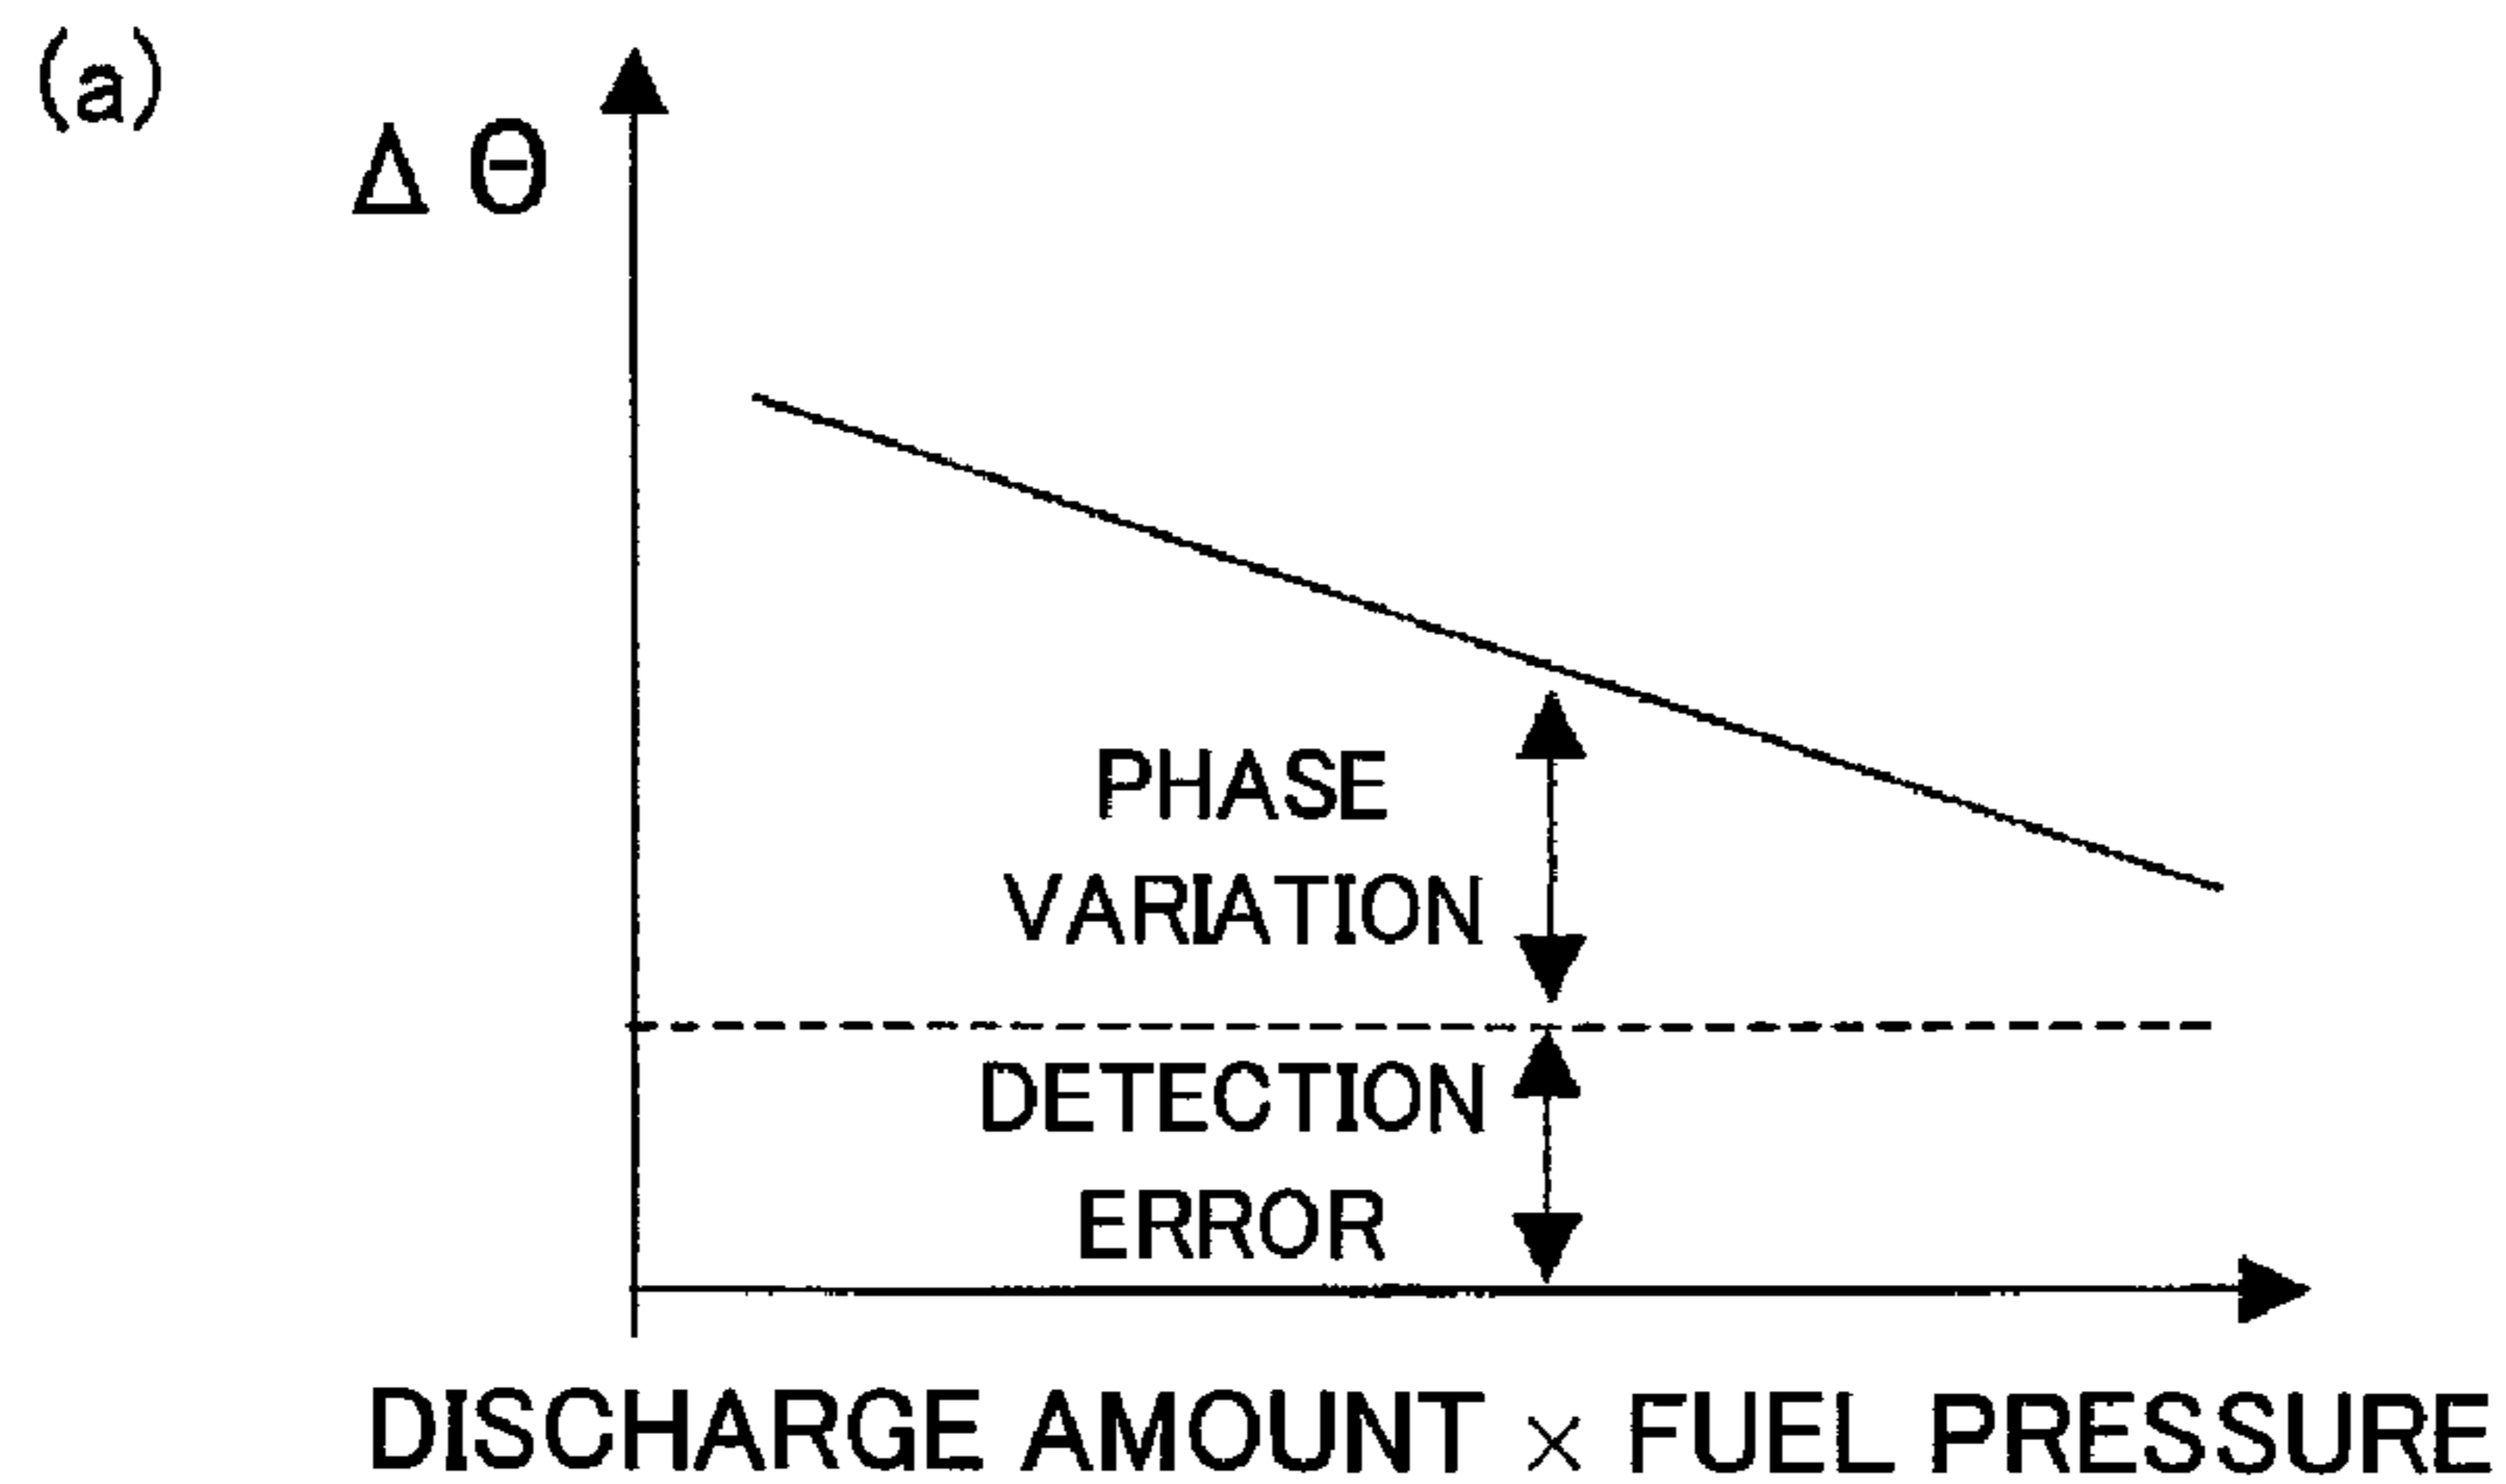 (a)
Δ Θ
PHASE
VARIATION
DETECTION
ERROR
DISCHARGE AMOUNT × FUEL PRESSURE